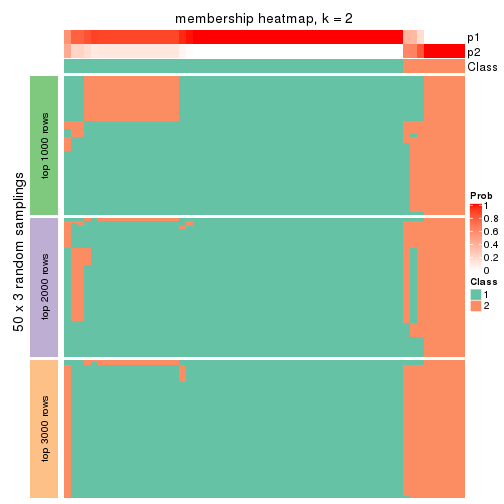 membership heatmap, k = 2
p1
p2
Class
50 x 3 random samplings
top 1000 rows
top 2000 rows
top 3000 rows
Prob
1
0.8
0.6
0.4
0.2
0
Class
1
2